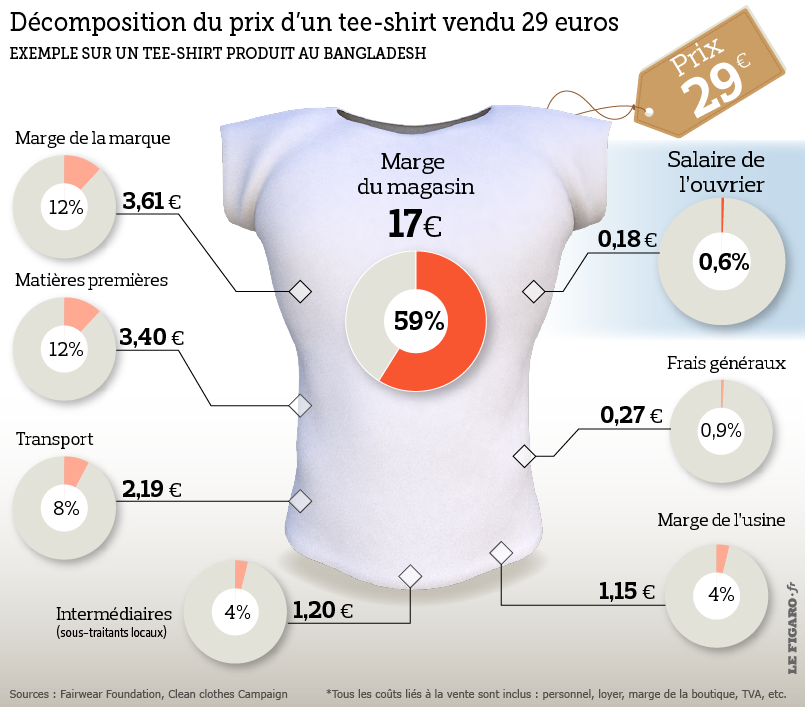 Décomposition du prix d'un tee-shirt vendu 29 euros
EXEMPLE SUR UN TEE-SHIRT PRODUIT AU BANGLADESH
Prix
29€
Marge de la marque
12%
3,61 €
Matières premières
12%
3,40 €
Transport
8%
2,19 €
Intermédiaires
(sous-traitants locaux)
4%
1,20 €
Marge
du magasin
17€
59%
Salaire de
l'ouvrier
0,18 €
0,6%
Frais généraux
0,27 €
0,9%
Marge de l'usine
1,15 €
4%
LE FIGARO·fr
Sources : Fairwear Foundation, Clean clothes Campaign
*Tous les coûts liés à la vente sont inclus : personnel, loyer, marge de la boutique, TVA, etc.